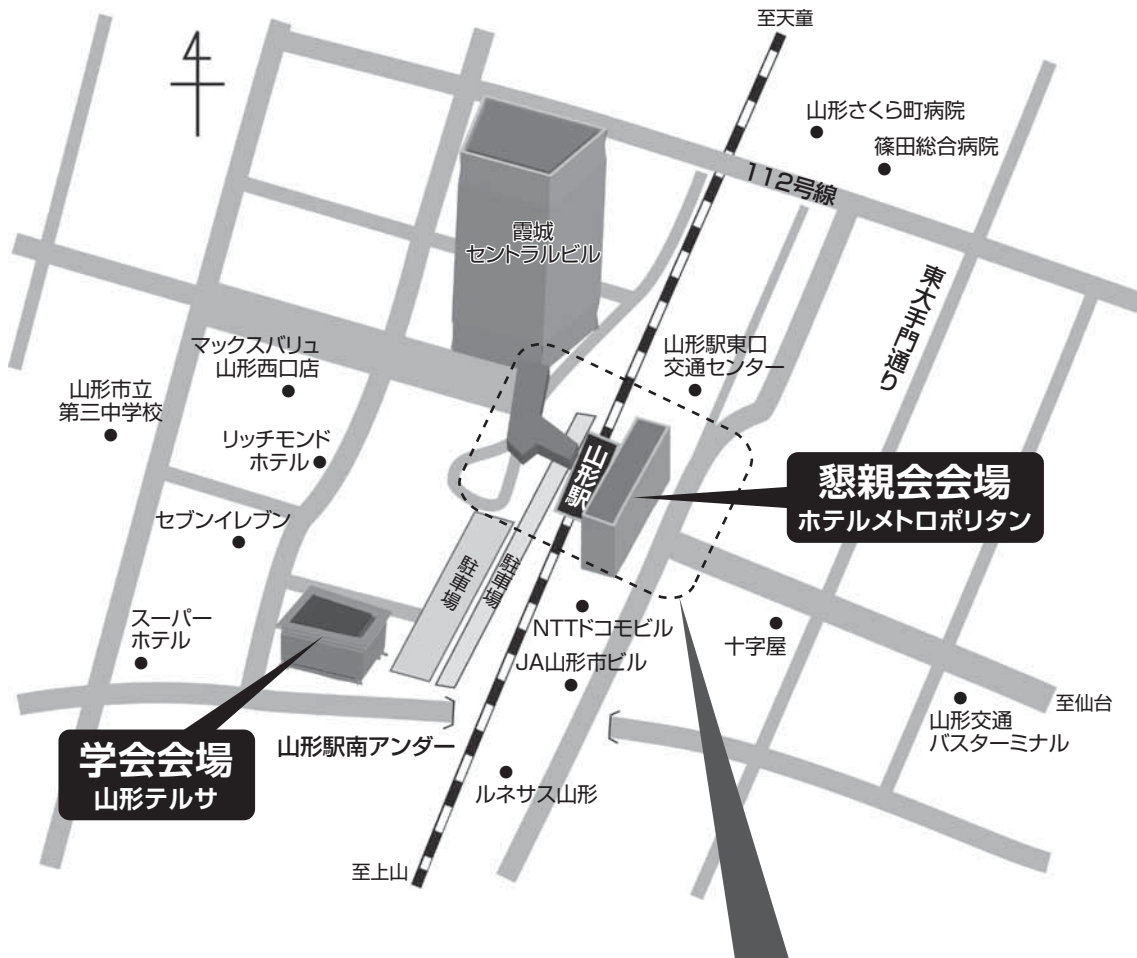 至天童
山形さくら町病院
篠田総合病院
112号線
霞城
セントラルビル
東大手門通り
マックスバリュ
山形西口店
山形駅東口
交通センター
山形市立
第三中学校
リッチモンド
ホテル
山形駅
懇親会会場
ホテルメトロポリタン
セブンイレブン
駐車場
駐車場
スーパー
ホテル
NTTドコモビル
十字屋
JA山形市ビル
至仙台
山形交通
バスターミナル
学会会場
山形テルサ
山形駅南アンダー
ルネサス山形
至上山